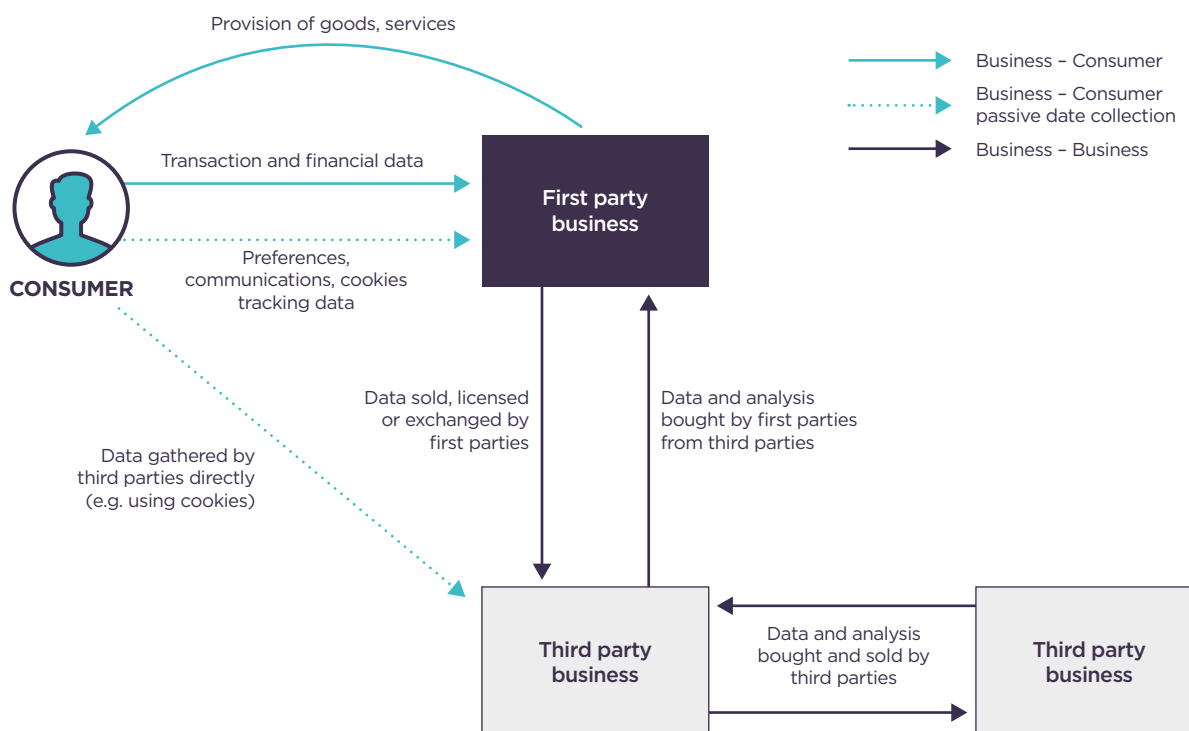 Provision of goods, services
Business – Consumer
Business – Consumer
passive date collection
Business – Business
Transaction and financial data
First party
business
Preferences,
communications, cookies
tracking data
CONSUMER
Data sold, licensed
or exchanged by
first parties
Data and analysis
bought by first parties
from third parties
Data gathered by
third parties directly
(e.g. using cookies)
Third party
business
Data and analysis
bought and sold by
third parties
Third party
business